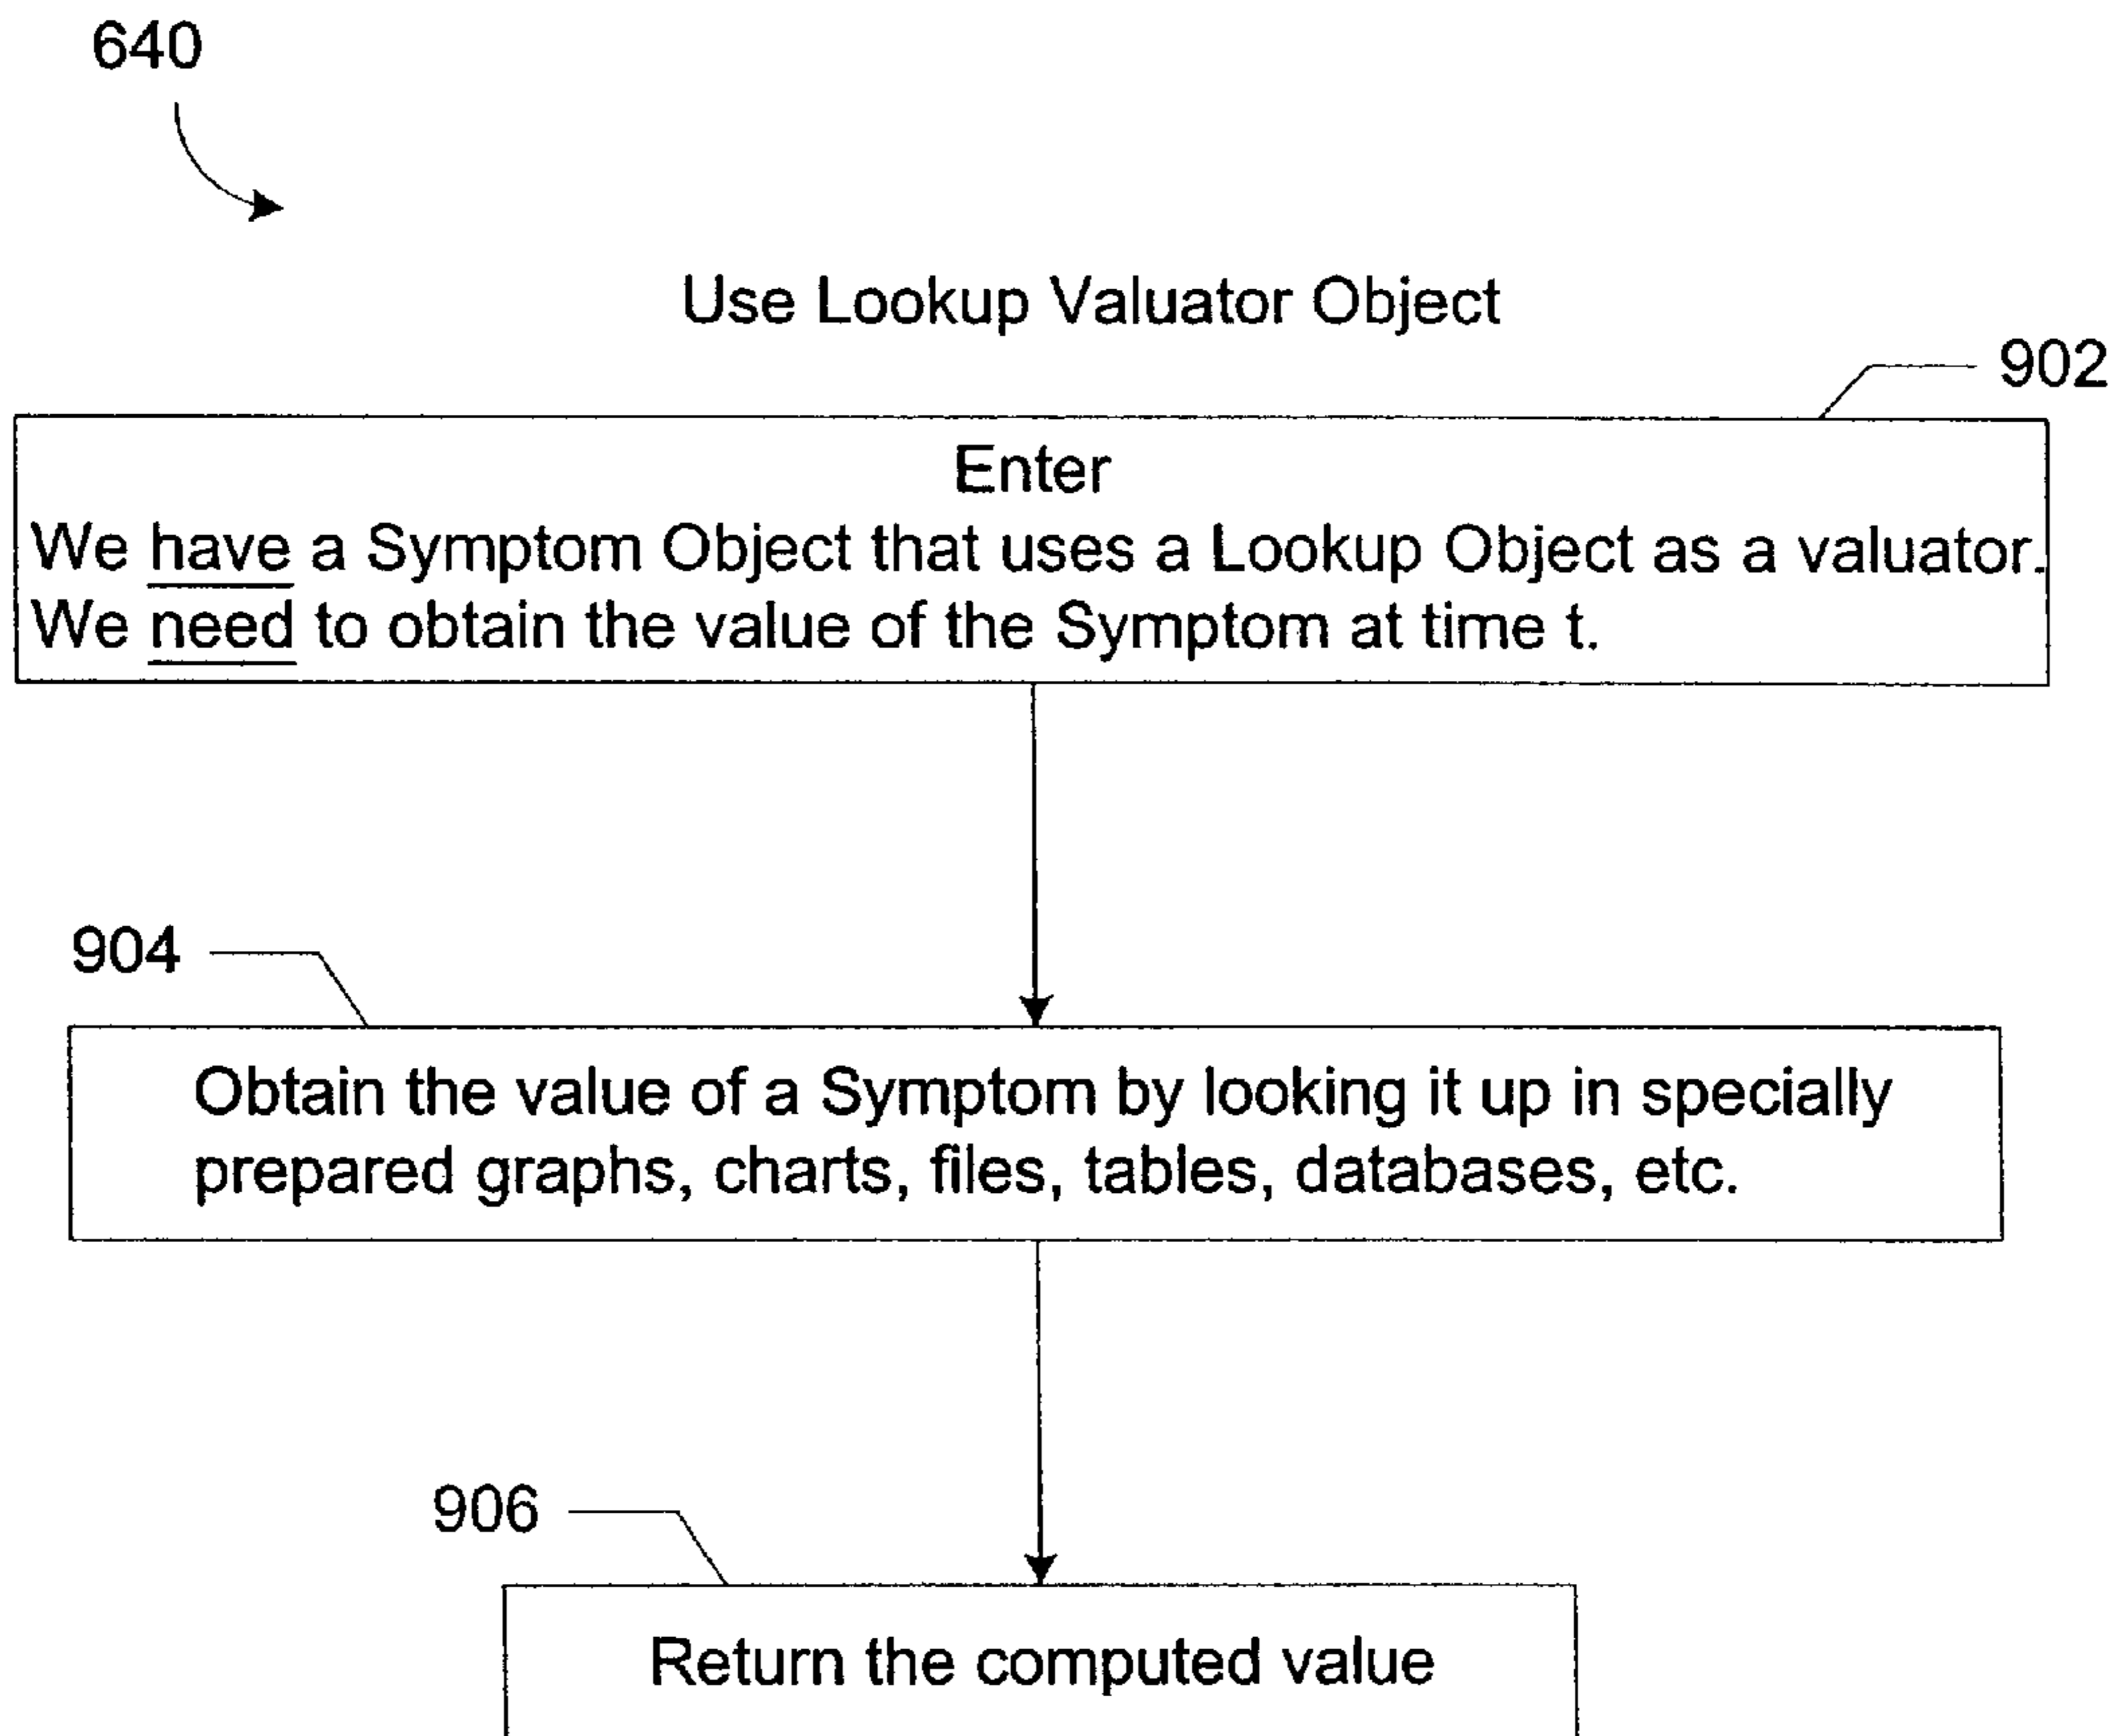 640
Use Lookup Valuator Object
902
Enter
We have a Symptom Object that uses a Lookup Object as a valuator.
We need to obtain the value of the Symptom at time t.
904
Obtain the value of a Symptom by looking it up in specially
prepared graphs, charts, files, tables, databases, etc.
906
Return the computed value